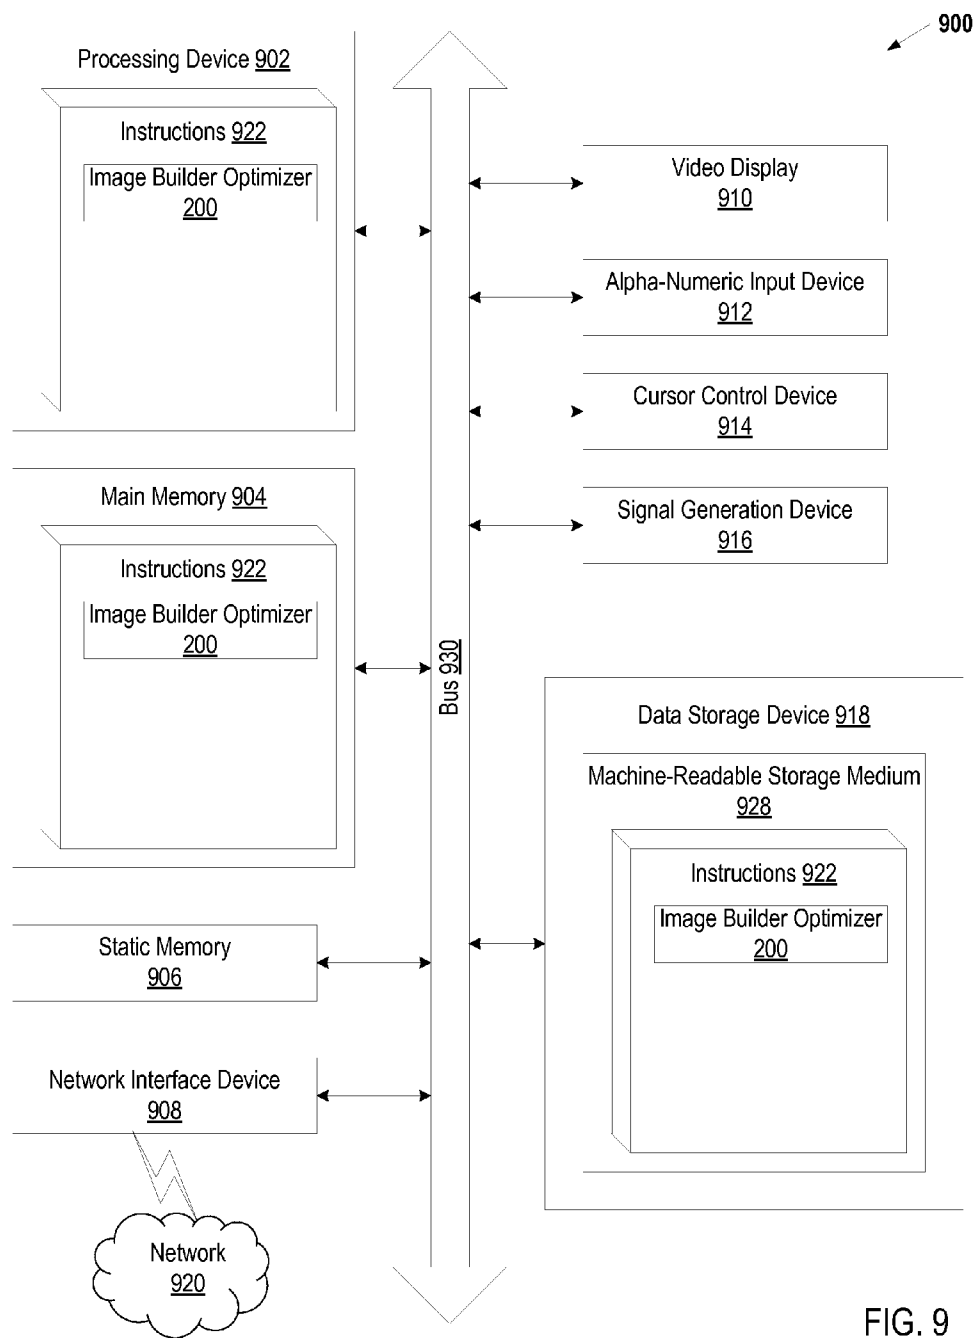 900
Processing Device 902
Instructions 922
Image Builder Optimizer
200
Main Memory 904
Instructions 922
Image Builder Optimizer
200
Static Memory
906
Network Interface Device
908
Network
920
Bus 930
Video Display
910
Alpha-Numeric Input Device
912
Cursor Control Device
914
Signal Generation Device
916
Data Storage Device 918
Machine-Readable Storage Medium
928
Instructions 922
Image Builder Optimizer
200
FIG. 9